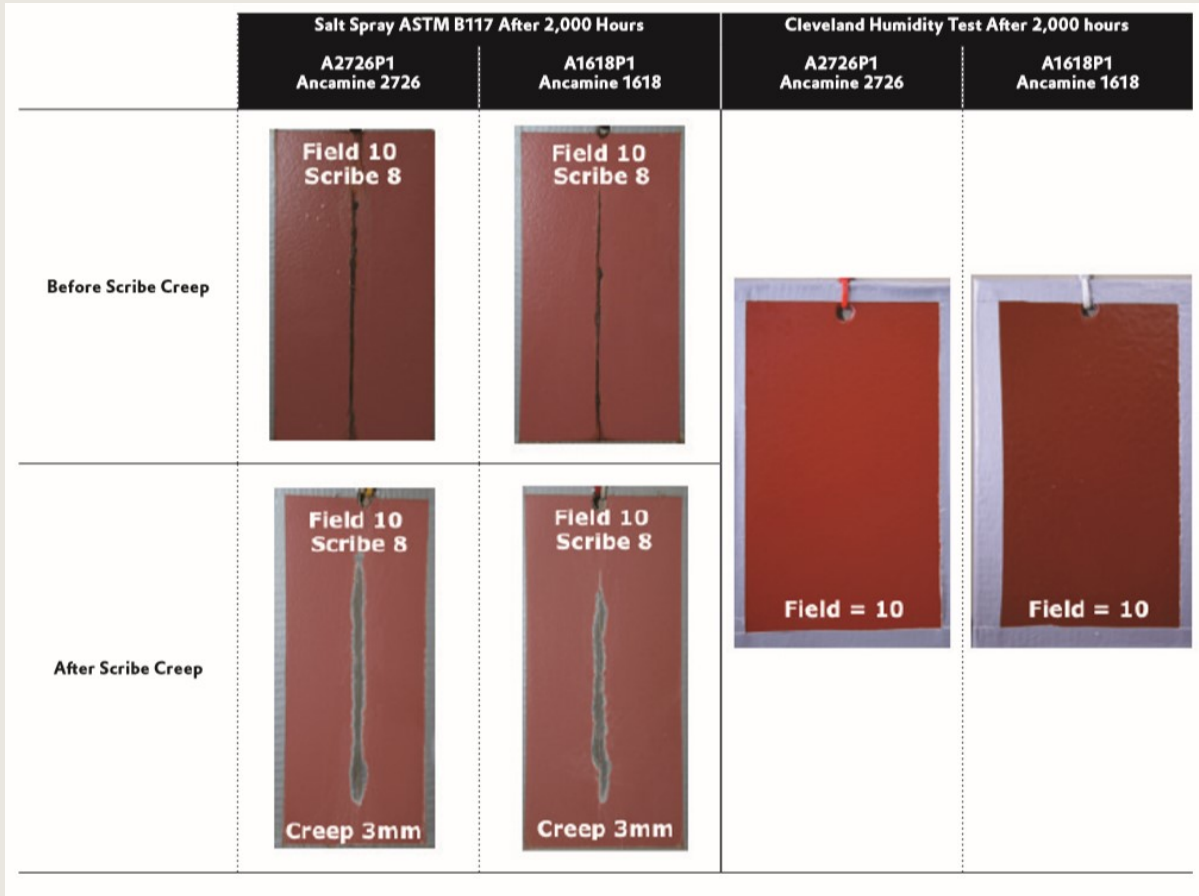 Salt Spray ASTM B117 After 2,000 Hours
Cleveland Humidity Test After 2,000 hours
A2726P1
Ancamine 2726
A1618P1
Ancamine 1618
A2726P1
Ancamine 2726
A1618P1
Ancamine 1618
Before Scribe Creep
Field 10
Scribe 8
Field 10
Scribe 8
Field = 10
Field = 10
After Scribe Creep
Field 10
Scribe 8
Creep 3mm
Field 10
Scribe 8
Creep 3mm